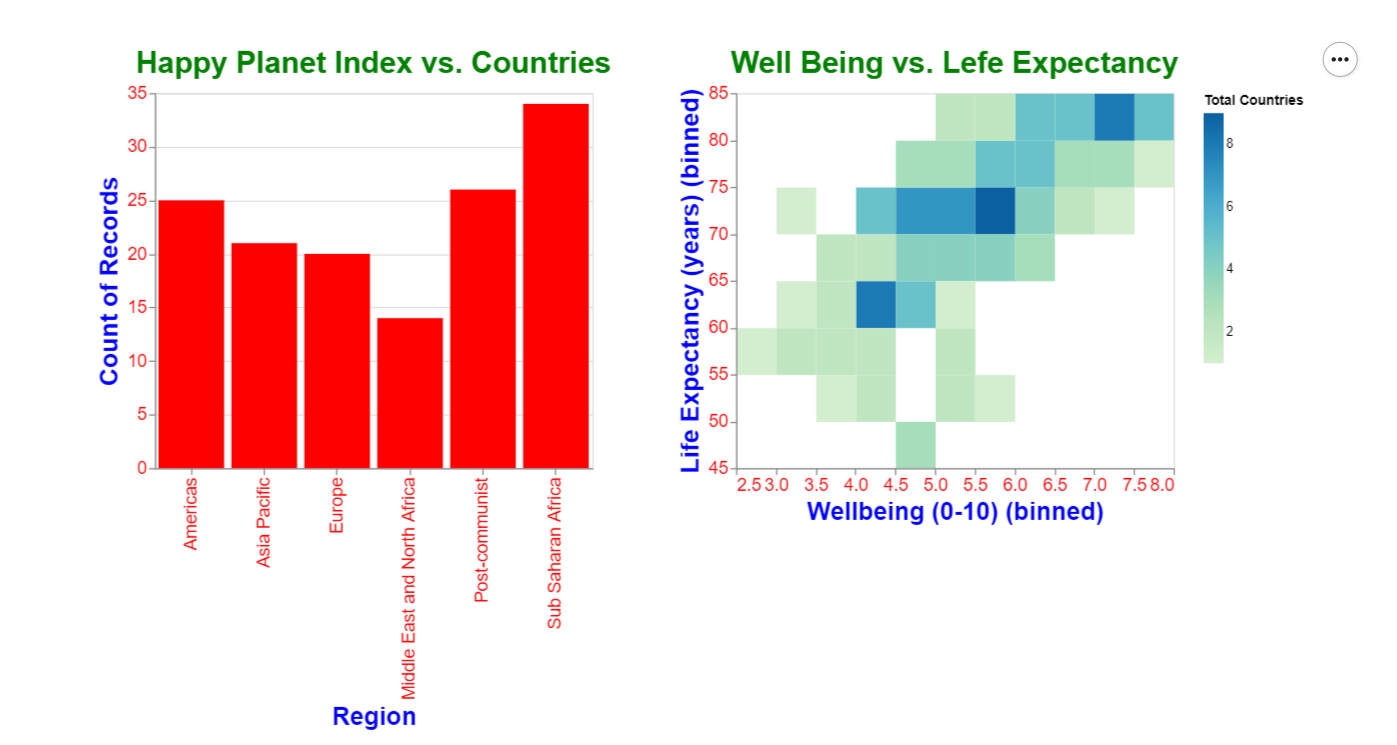 Happy Planet Index vs. Countries
Count of Records
35
30
25
20
15
10
5
0
Americas
Asia Pacific
Europe
Middle East and North Africa
Post-communist
Sub Saharan Africa
Region
Well Being vs. Lefe Expectancy
Life Expectancy (years) (binned)
85
80
75
70
65
60
55
50
45
2.5 3.0 3.5 4.0 4.5 5.0 5.5 6.0 6.5 7.0 7.5 8.0
Wellbeing (0-10) (binned)
Total Countries
8
6
4
2